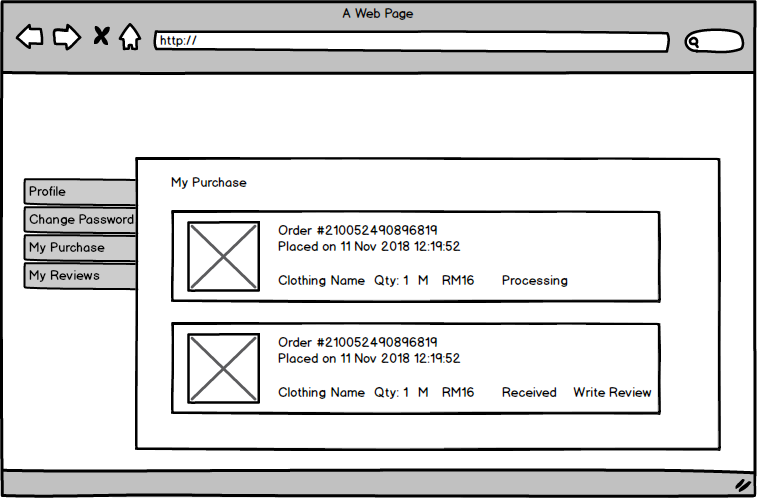 A Web Page
http://
Profile
Change Password
My Purchase
My Reviews
My Purchase
Order #210052490896819
Placed on 11 Nov 2018 12:19:52
Clothing Name Qty: 1 M RM16 Processing
Order #210052490896819
Placed on 11 Nov 2018 12:19:52
Clothing Name Qty: 1 M RM16 Received Write Review